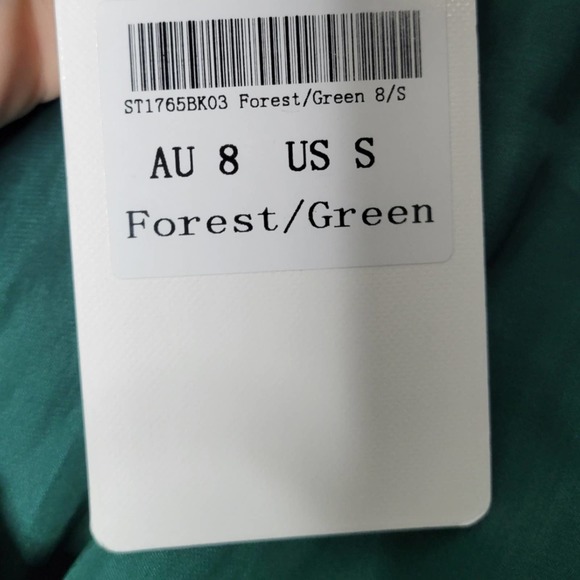 ST1765BK03 Forest/Green 8/S
AU 8 US S
Forest/Green